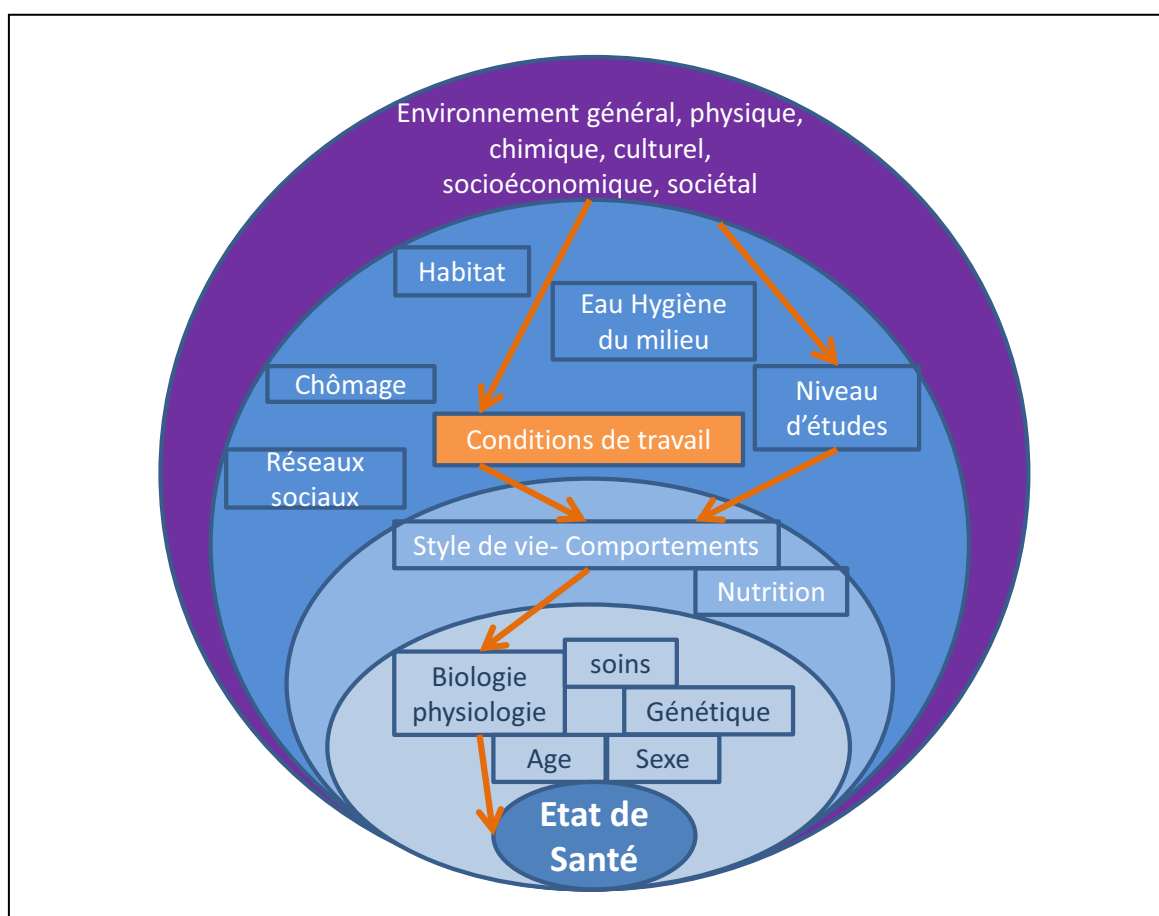 Environnement général, physique,
chimique, culturel,
socioéconomique, sociétal
Habitat
Eau Hygiène
du milieu
Chômage
Niveau
d'études
Conditions de travail
Réseaux
sociaux
Style de vie- Comportements
Nutrition
soins
Biologie
physiologie
Génétique
Age
Sexe
Etat de
Santé